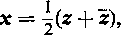 x = 1/2(z + z̄),